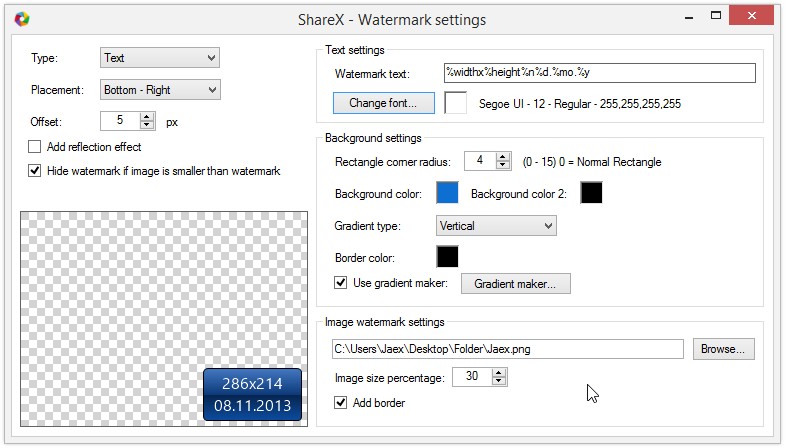 ShareX - Watermark settings
Type: Text
Placement: Bottom - Right
Offset: 5 px
Add reflection effect
Hide watermark if image is smaller than watermark
286x214
08.11.2013
Text settings
Watermark text: %widthx%height%n%d.%mo.%y
Change font... Segoe UI - 12 - Regular - 255,255,255,255
Background settings
Rectangle corner radius: 4 (0 - 15) 0 = Normal Rectangle
Background color: Background color 2:
Gradient type: Vertical
Border color:
Use gradient maker: Gradient maker...
Image watermark settings
C:\Users\Jaex\Desktop\Folder\Jaex.png Browse...
Image size percentage: 30
Add border